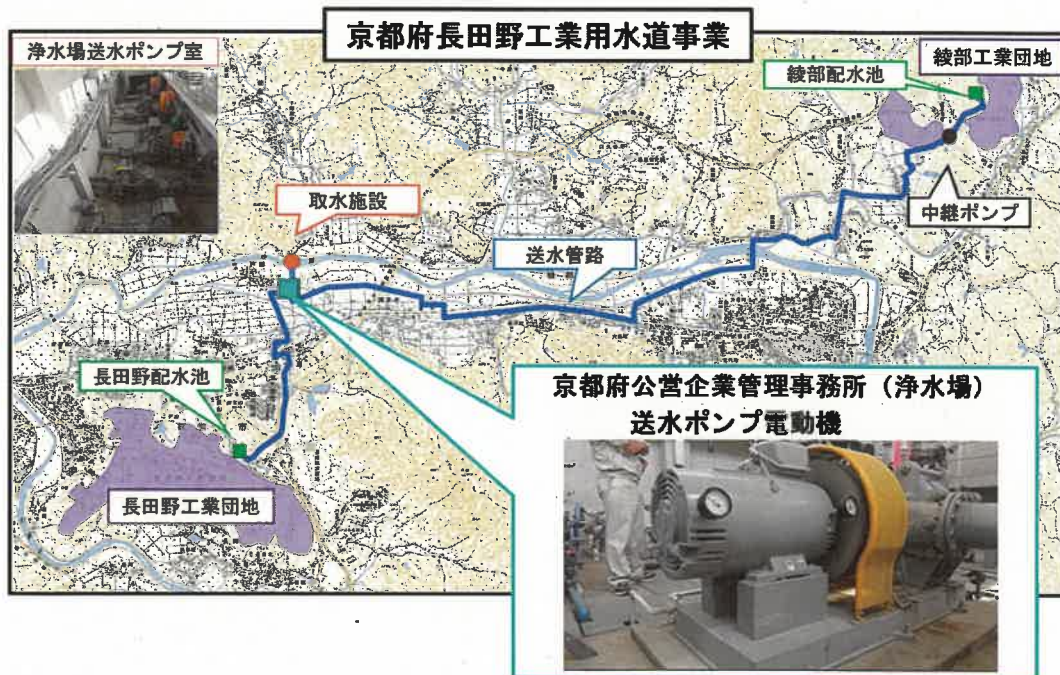 京都府長田野工業用水道事業
浄水場送水ポンプ室
綾部工業団地
綾部配水池
取水施設
中継ポンプ
送水管路
長田野配水池
京都府公営企業管理事務所（浄水場）
送水ポンプ電動機
長田野工業団地